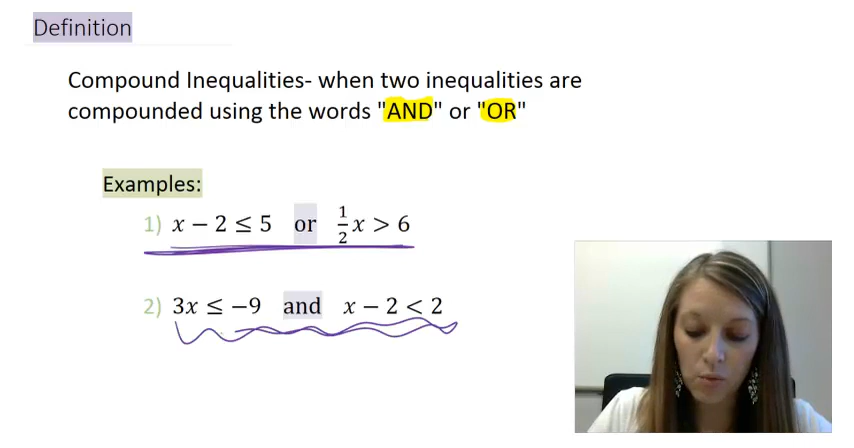 Definition
Compound Inequalities- when two inequalities are
compounded using the words "AND" or "OR"
Examples:
1) x − 2 ≤ 5 or 1/2 x > 6
2) 3x ≤ −9 and x − 2 < 2